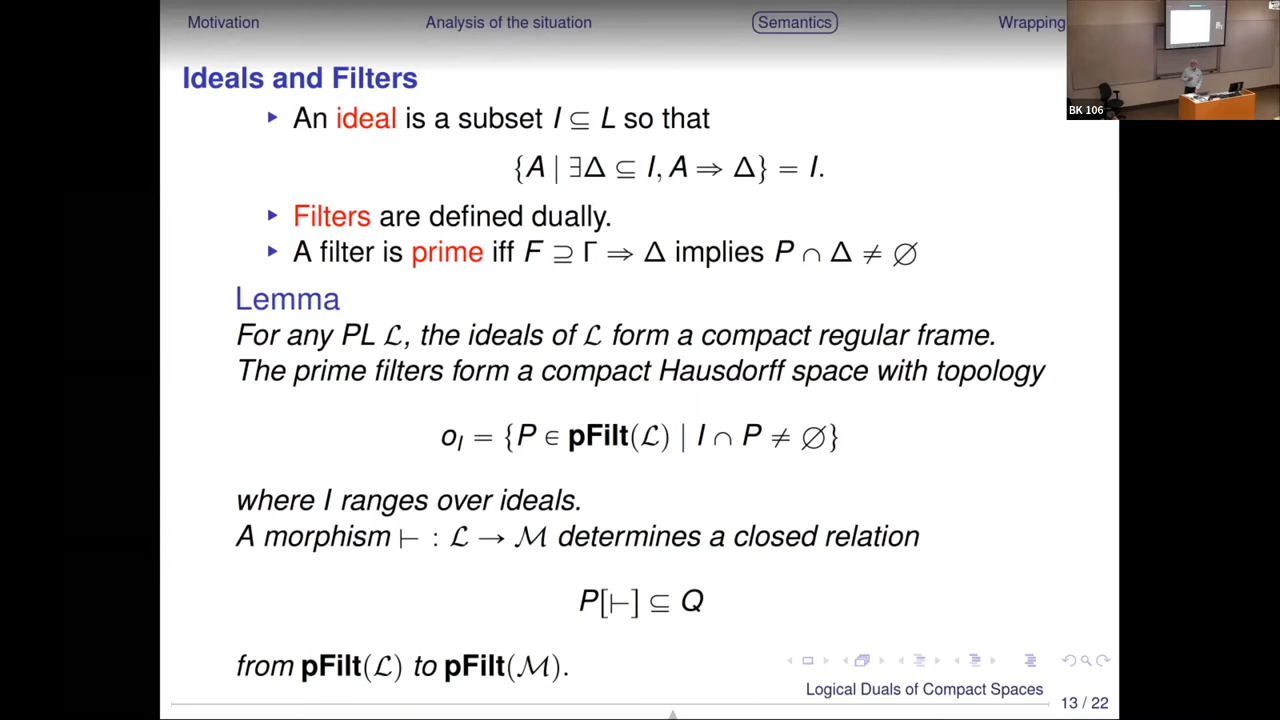 Motivation Analysis of the situation Semantics Wrapping
BK 106
Ideals and Filters
▸ An ideal is a subset I ⊆ L so that
{A | ∃Δ ⊆ I, A ⇒ Δ} = I.
▸ Filters are defined dually.
▸ A filter is prime iff F ⊇ Γ ⇒ Δ implies P ∩ Δ ≠ ∅
Lemma
For any PL ℒ, the ideals of ℒ form a compact regular frame.
The prime filters form a compact Hausdorff space with topology
o_I = {P ∈ pFilt(ℒ) | I ∩ P ≠ ∅}
where I ranges over ideals.
A morphism ⊢ : ℒ → ℳ determines a closed relation
P[⊢] ⊆ Q
from pFilt(ℒ) to pFilt(ℳ).
Logical Duals of Compact Spaces
13 / 22